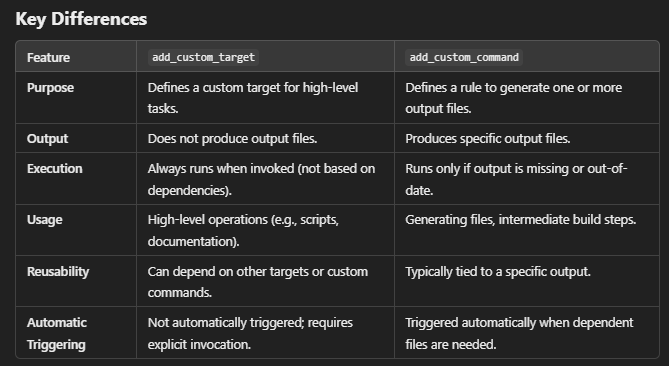 Key Differences
Feature add_custom_target add_custom_command
Purpose Defines a custom target for high-level Defines a rule to generate one or more
tasks. output files.
Output Does not produce output files. Produces specific output files.
Execution Always runs when invoked (not based on Runs only if output is missing or out-of-
dependencies). date.
Usage High-level operations (e.g., scripts, Generating files, intermediate build steps.
documentation).
Reusability Can depend on other targets or custom Typically tied to a specific output.
commands.
Automatic Not automatically triggered; requires Triggered automatically when dependent
Triggering explicit invocation. files are needed.